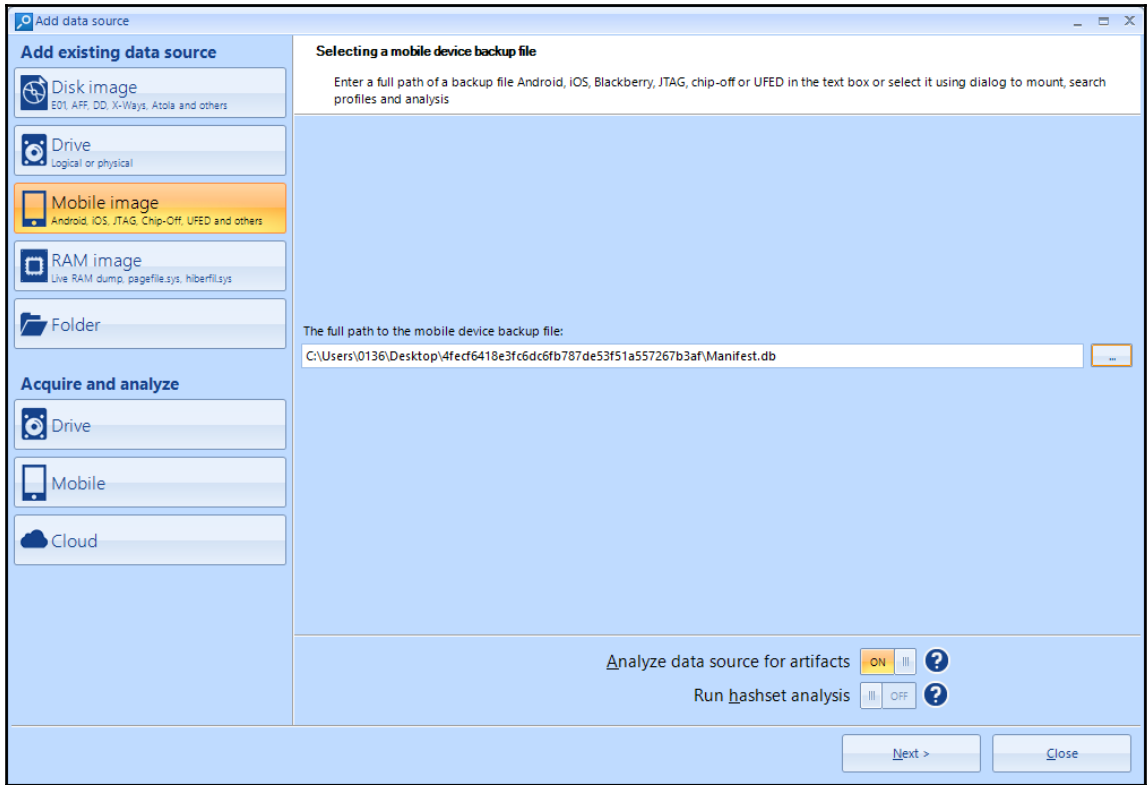 Add data source
Add existing data source
Disk image
E01, AFF, DD, X-Ways, Atola and others
Drive
Logical or physical
Mobile image
Android, iOS, JTAG, Chip-Off, UFED and others
RAM image
Live RAM dump, pagefile.sys, hiberfil.sys
Folder
Acquire and analyze
Drive
Mobile
Cloud
Selecting a mobile device backup file
Enter a full path of a backup file Android, iOS, Blackberry, JTAG, chip-off or UFED in the text box or select it using dialog to mount, search
profiles and analysis
The full path to the mobile device backup file:
C:\Users\0136\Desktop\4fecf6418e3fc6dc6fb787de53f51a557267b3af\Manifest.db
...
Analyze data source for artifacts ON ?
Run hashset analysis OFF ?
Next >
Close